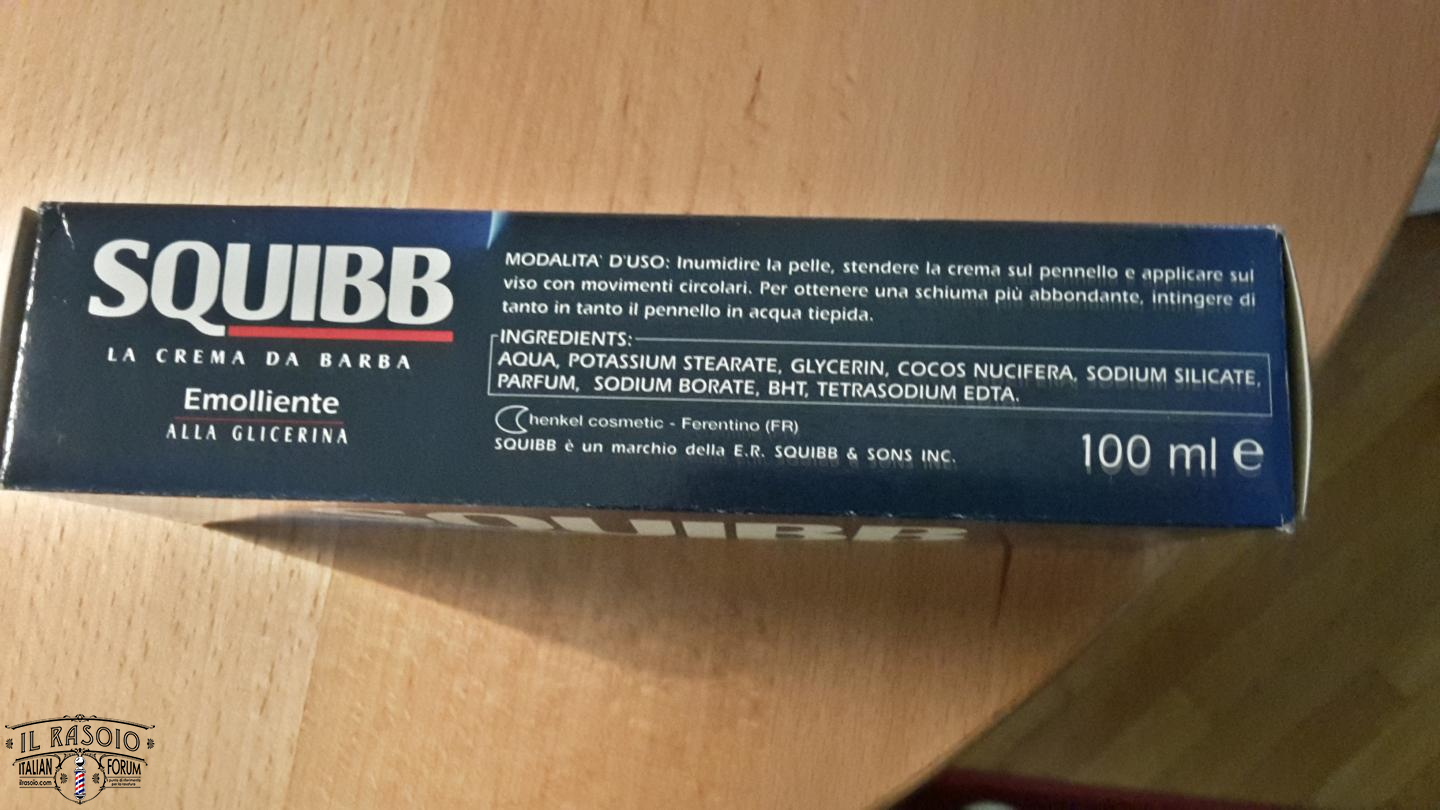 SQUIBB
LA CREMA DA BARBA
Emolliente
ALLA GLICERINA
MODALITA' D'USO: Inumidire la pelle, stendere la crema sul pennello e applicare sul
viso con movimenti circolari. Per ottenere una schiuma più abbondante, intingere di
tanto in tanto il pennello in acqua tiepida.
INGREDIENTS:
AQUA, POTASSIUM STEARATE, GLYCERIN, COCOS NUCIFERA, SODIUM SILICATE,
PARFUM, SODIUM BORATE, BHT, TETRASODIUM EDTA.
henkel cosmetic - Ferentino (FR)
SQUIBB è un marchio della E.R. SQUIBB & SONS INC.
100 ml e
SQUIBB
IL RASOIO
ITALIAN FORUM
ilrasoio.com